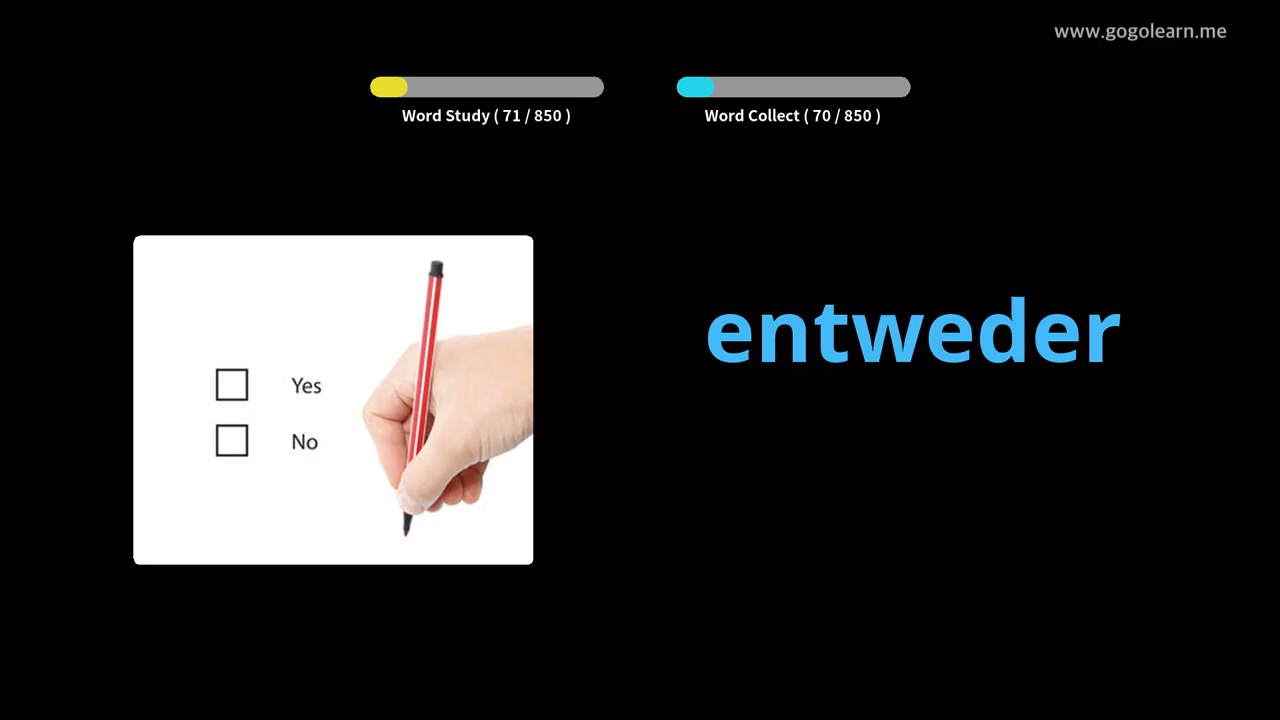 www.gogolearn.me
Word Study ( 71 / 850 )
Word Collect ( 70 / 850 )
entweder
Yes
No